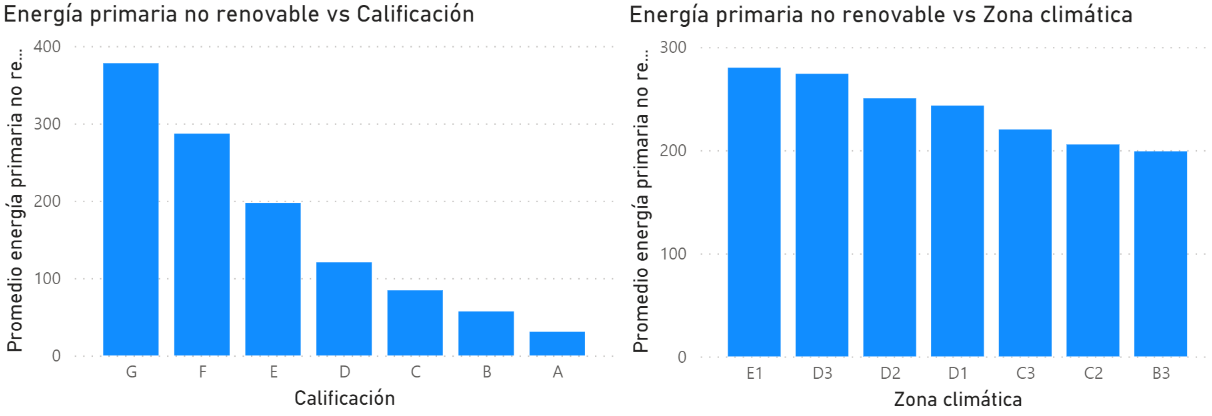 Energía primaria no renovable vs Calificación
Promedio energía primaria no re...
400
300
200
100
0
G F E D C B A
Calificación
Energía primaria no renovable vs Zona climática
Promedio energía primaria no re...
300
200
100
0
E1 D3 D2 D1 C3 C2 B3
Zona climática